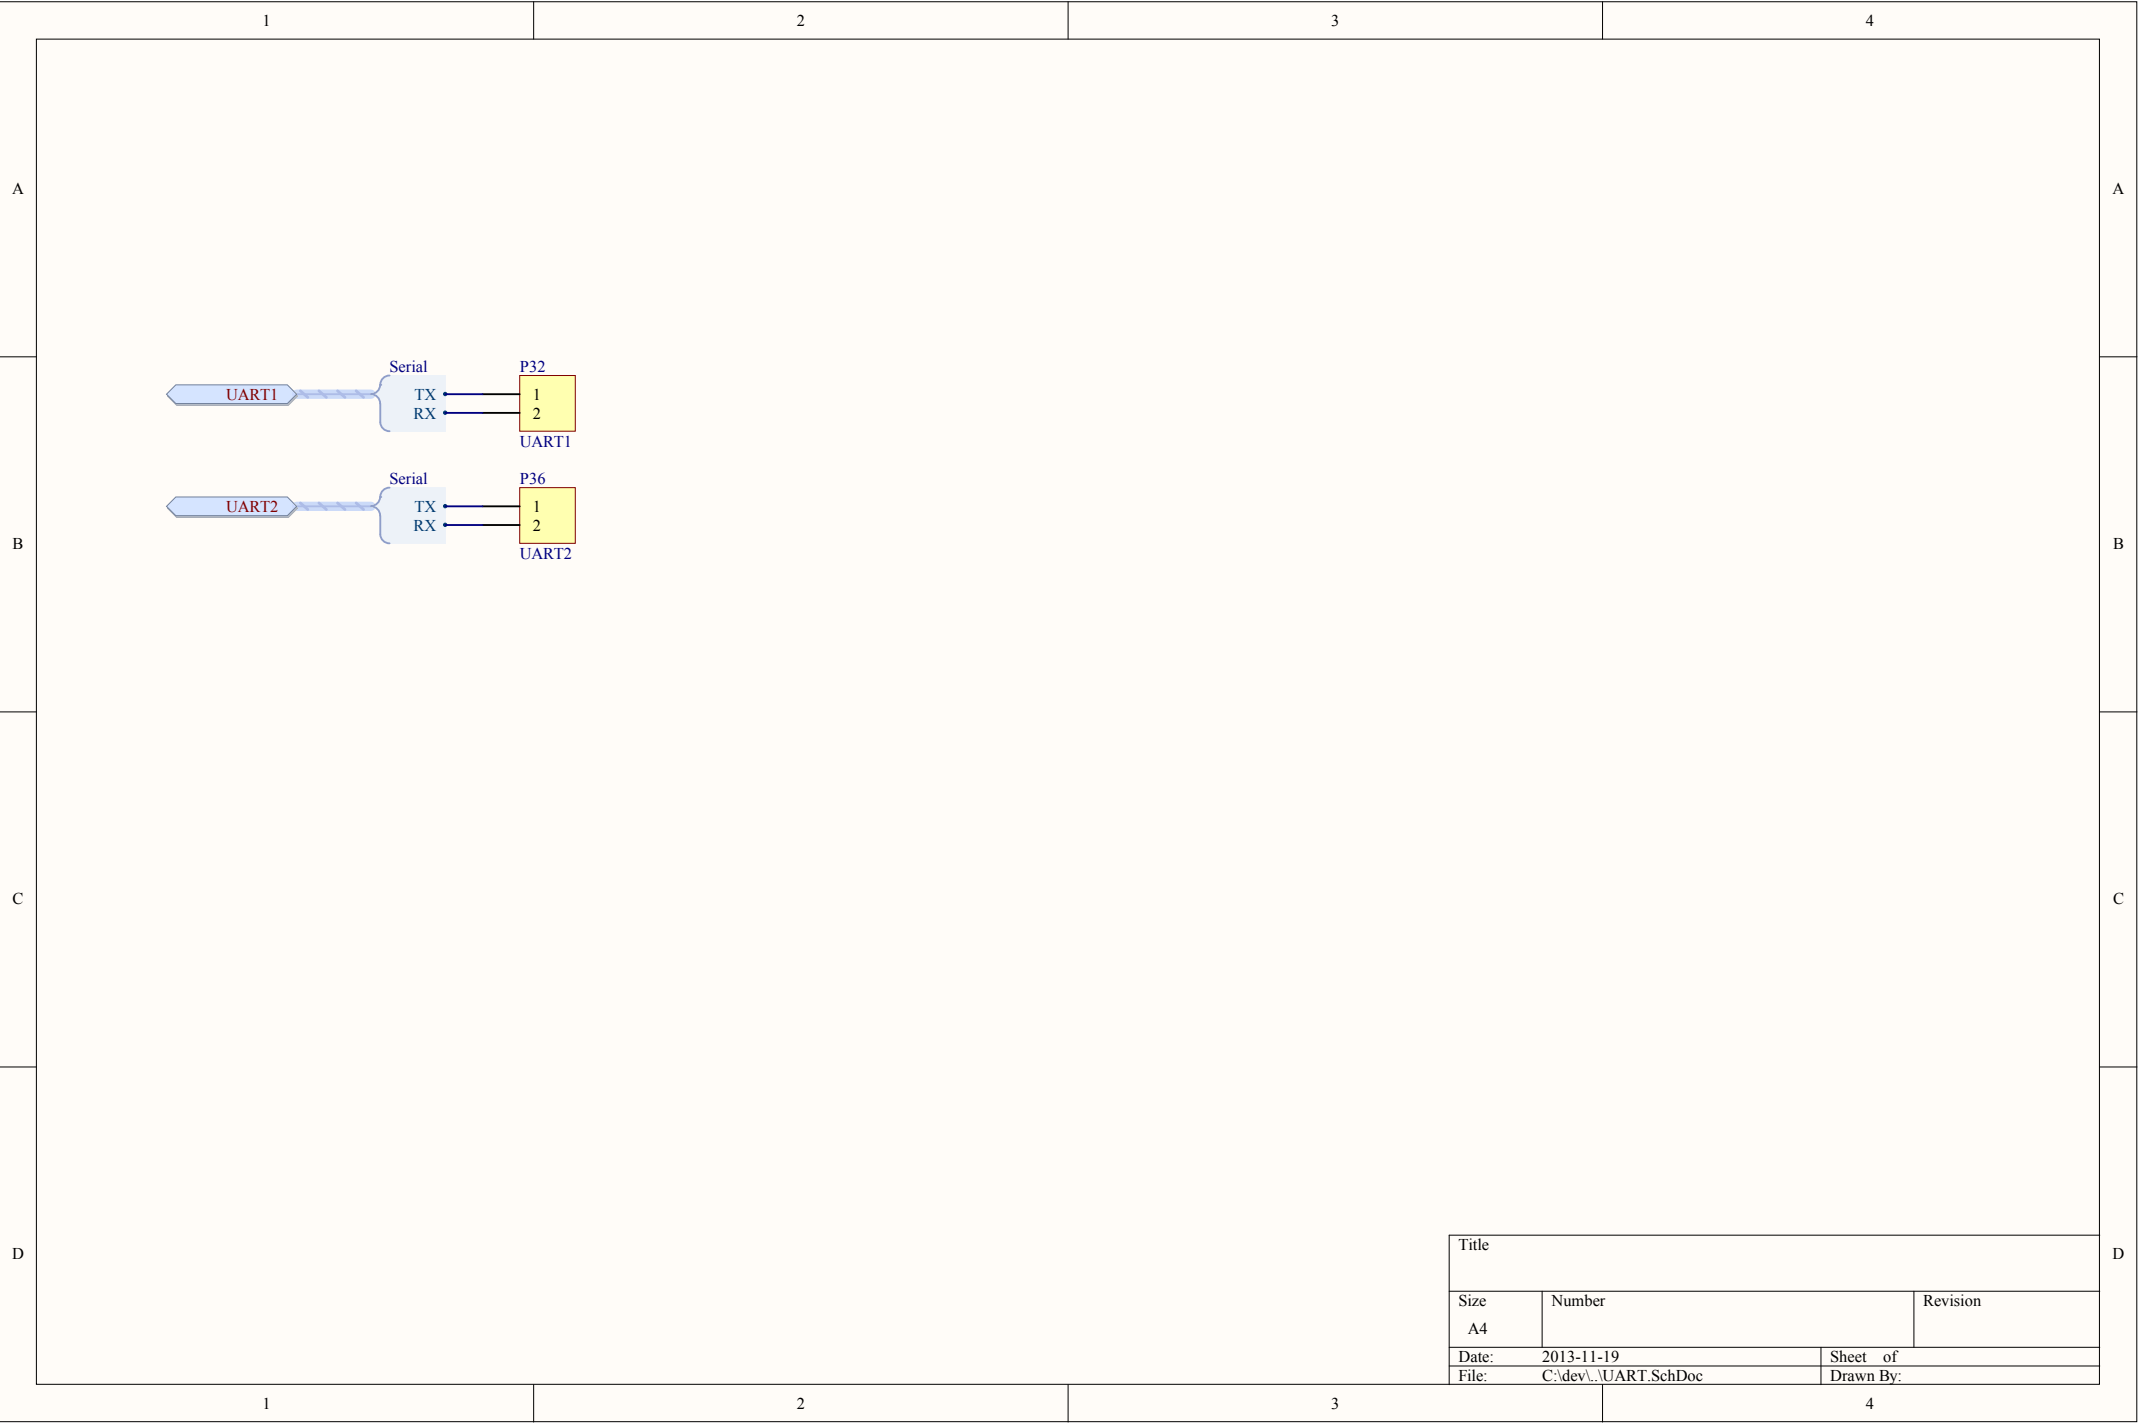 1 2 3 4
A A
Serial P32
UART1 TX 1
RX 2
UART1
Serial P36
UART2 TX 1
RX 2
UART2
B B
C C
D D
Title
Size Number Revision
A4
Date: 2013-11-19 Sheet of
File: C:\dev\..\UART.SchDoc Drawn By:
1 2 3 4